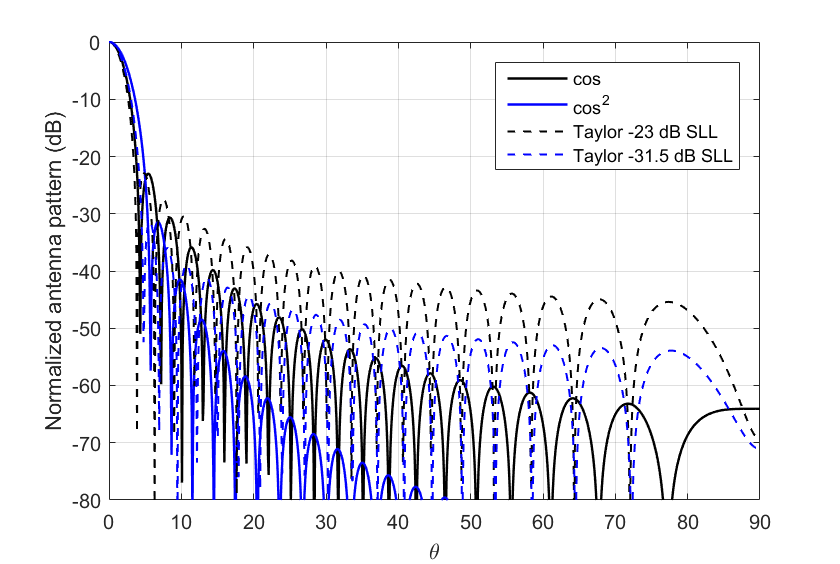 Normalized antenna pattern (dB)
0
-10
-20
-30
-40
-50
-60
-70
-80
cos
cos²
Taylor -23 dB SLL
Taylor -31.5 dB SLL
0 10 20 30 40 50 60 70 80 90
θ